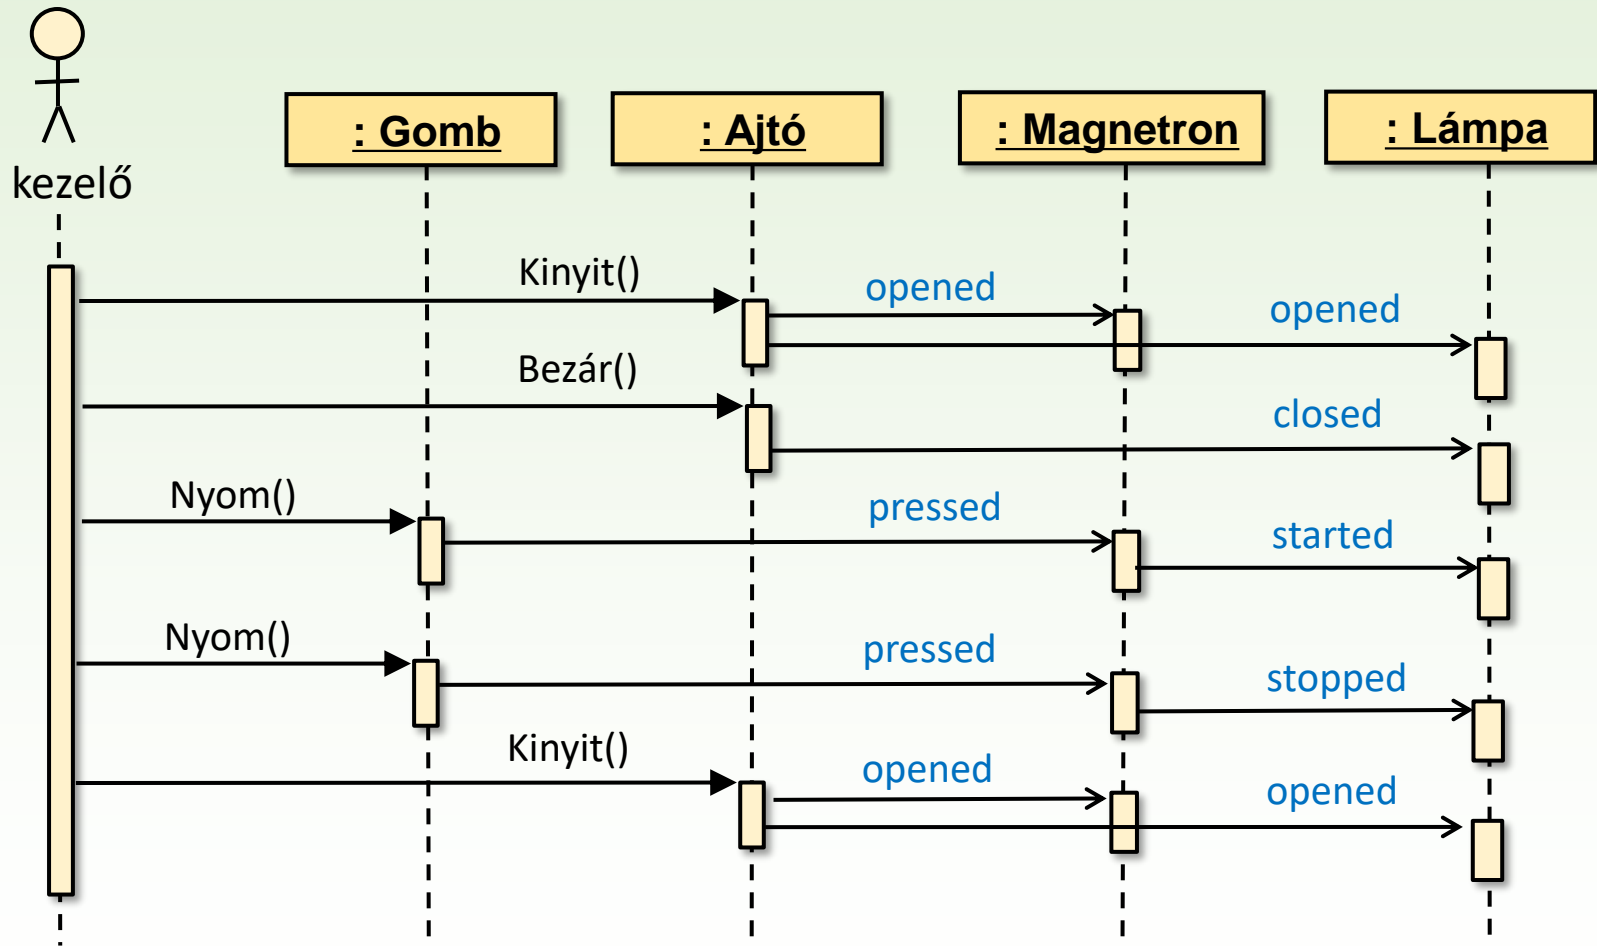 : Gomb
: Ajtó
: Magnetron
: Lámpa
kezelő
Kinyit()
opened
opened
Bezár()
closed
Nyom()
pressed
started
Nyom()
pressed
stopped
Kinyit()
opened
opened